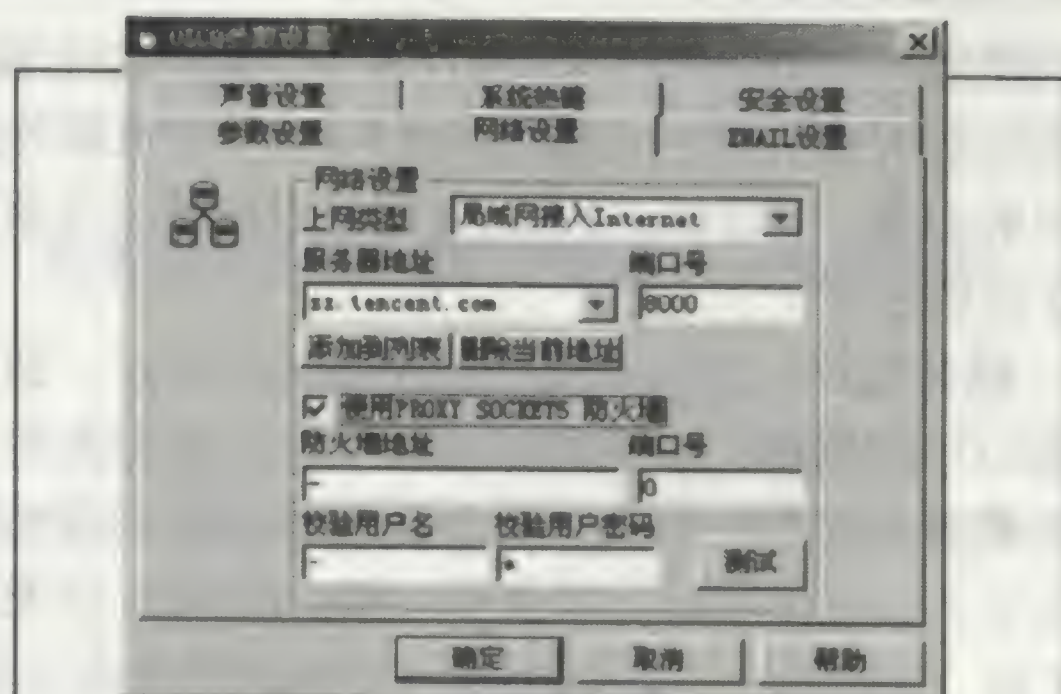 声音设置 系统热键 安全设置
参数设置 网络设置 EMAIL设置
网络设置
上网类型 局域网接入Internet
服务器地址 端口号
sz.tencent.com 8000
添加到列表 删除当前地址
使用PROXY SOCKETS 防火墙
防火墙地址 端口号
- 0
校验用户名 校验用户密码
- * 测试
确定 取消 帮助